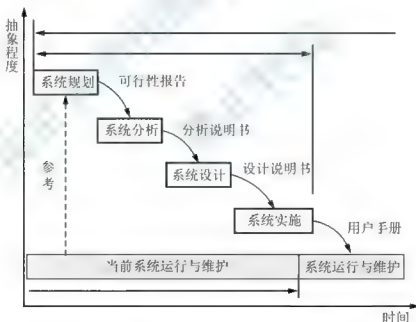 抽象程度
系统规划
可行性报告
系统分析
分析说明书
系统设计
设计说明书
参考
系统实施
用户手册
当前系统运行与维护
系统运行与维护
时间